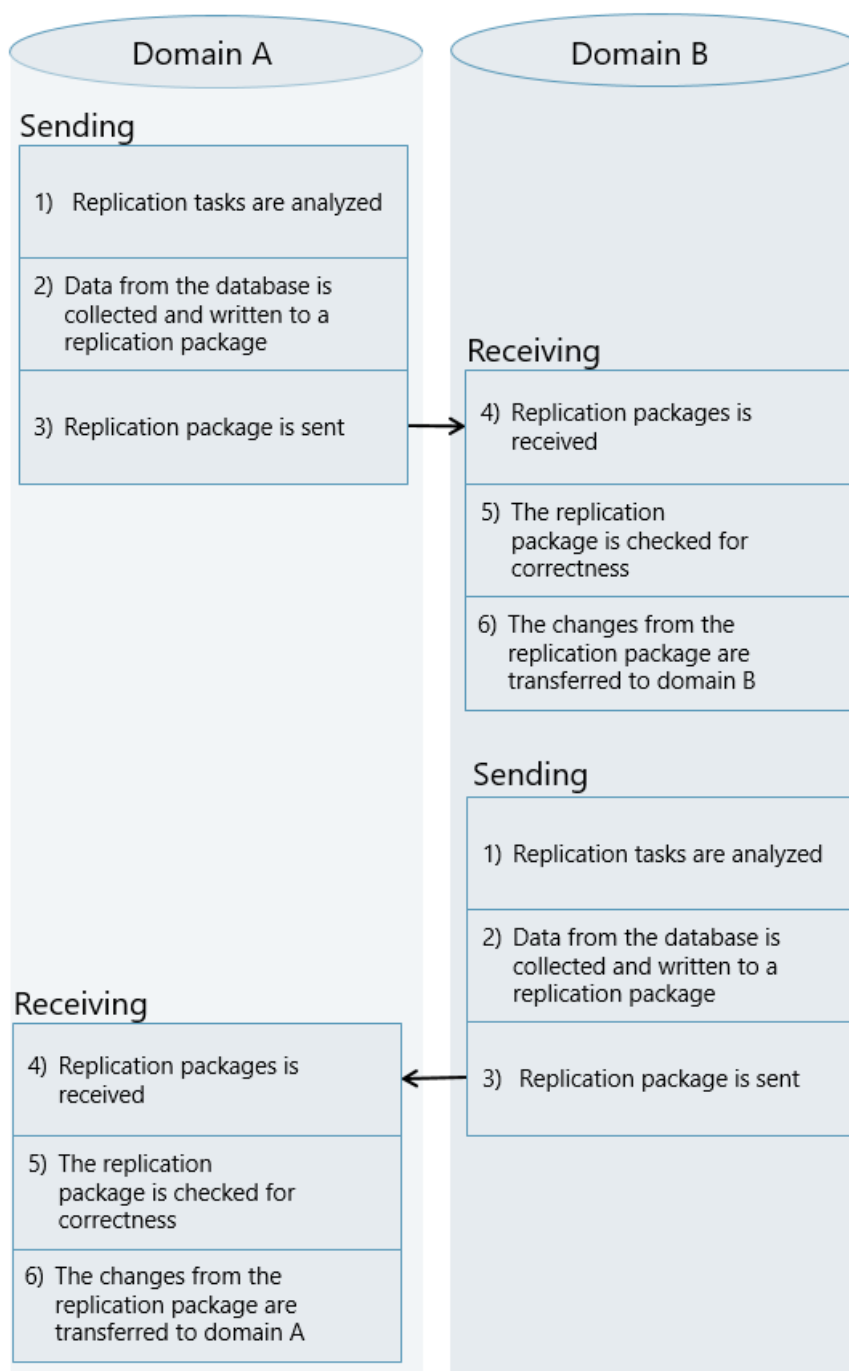 Domain A
Domain B
Sending
1) Replication tasks are analyzed
2) Data from the database is
collected and written to a
replication package
3) Replication package is sent
Receiving
4) Replication packages is
received
5) The replication
package is checked for
correctness
6) The changes from the
replication package are
transferred to domain B
Sending
1) Replication tasks are analyzed
2) Data from the database is
collected and written to a
replication package
3) Replication package is sent
Receiving
4) Replication packages is
received
5) The replication
package is checked for
correctness
6) The changes from the
replication package are
transferred to domain A